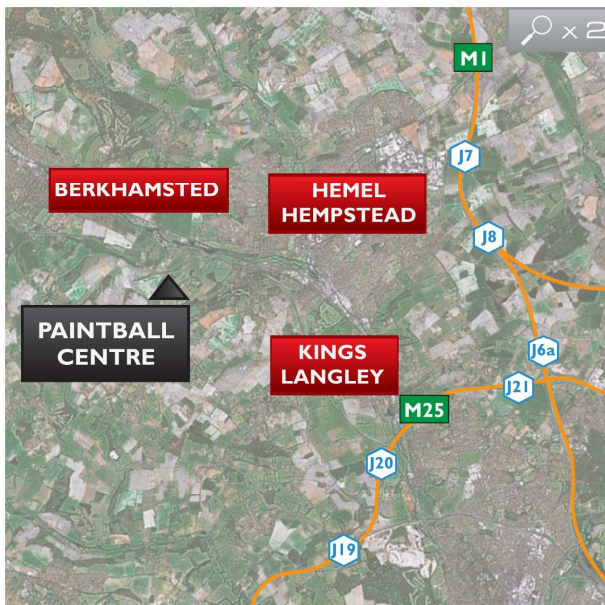 x 2
M1
J7
BERKHAMSTED
HEMEL
HEMPSTEAD
J8
PAINTBALL
CENTRE
KINGS
LANGLEY
J6a
J21
M25
J20
J19